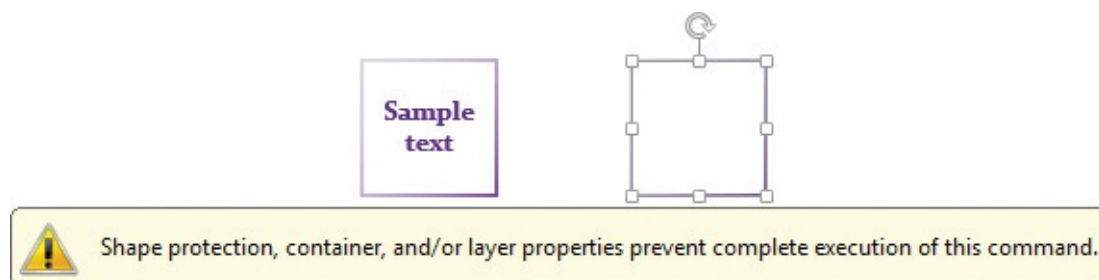 Sample
text
Shape protection, container, and/or layer properties prevent complete execution of this command.